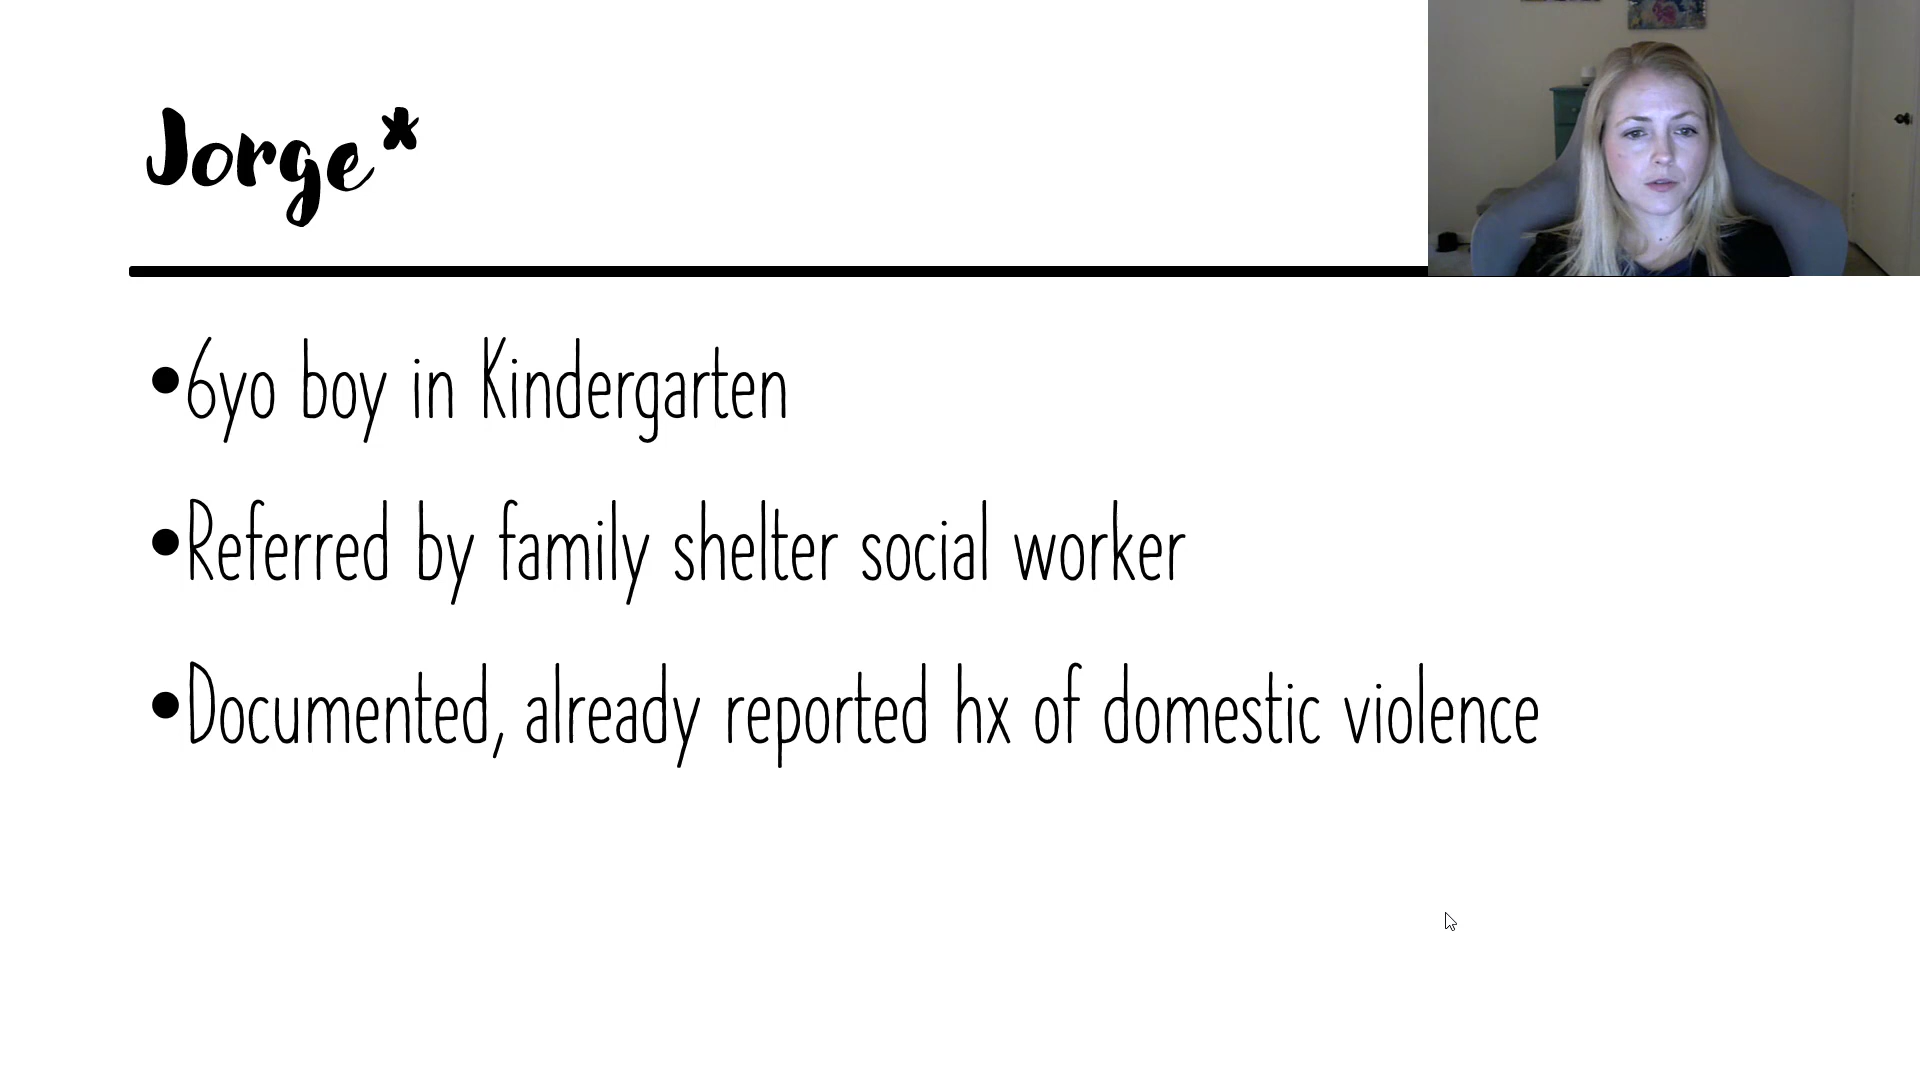 Jorge*
•6yo boy in Kindergarten
•Referred by family shelter social worker
•Documented, already reported hx of domestic violence